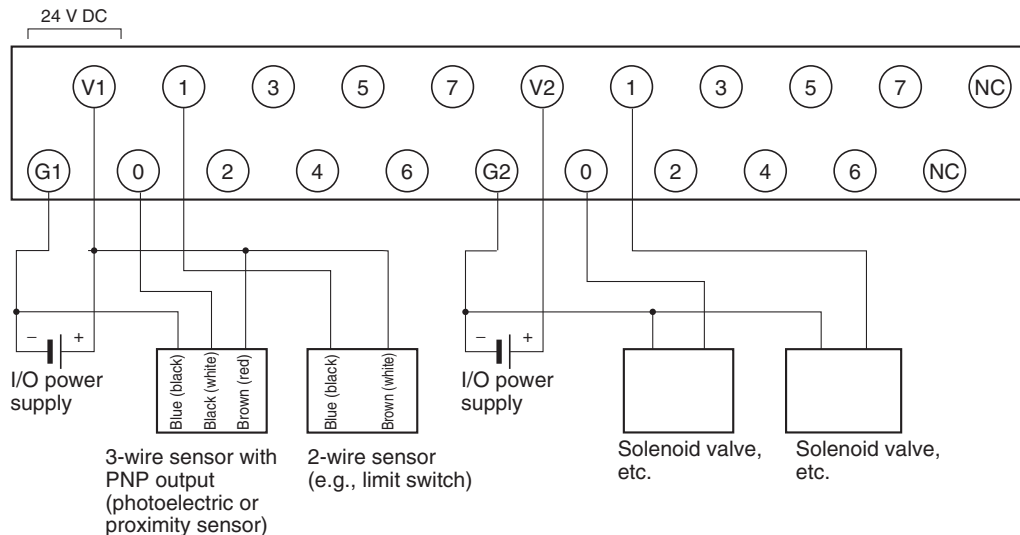 24 V DC
V1 1 3 5 7 V2 1 3 5 7 NC
G1 0 2 4 6 G2 0 2 4 6 NC
– +
I/O power
supply
Blue (black)
Black (white)
Brown (red)
3-wire sensor with
PNP output
(photoelectric or
proximity sensor)
Blue (black)
Brown (white)
2-wire sensor
(e.g., limit switch)
– +
I/O power
supply
Solenoid valve,
etc.
Solenoid valve,
etc.